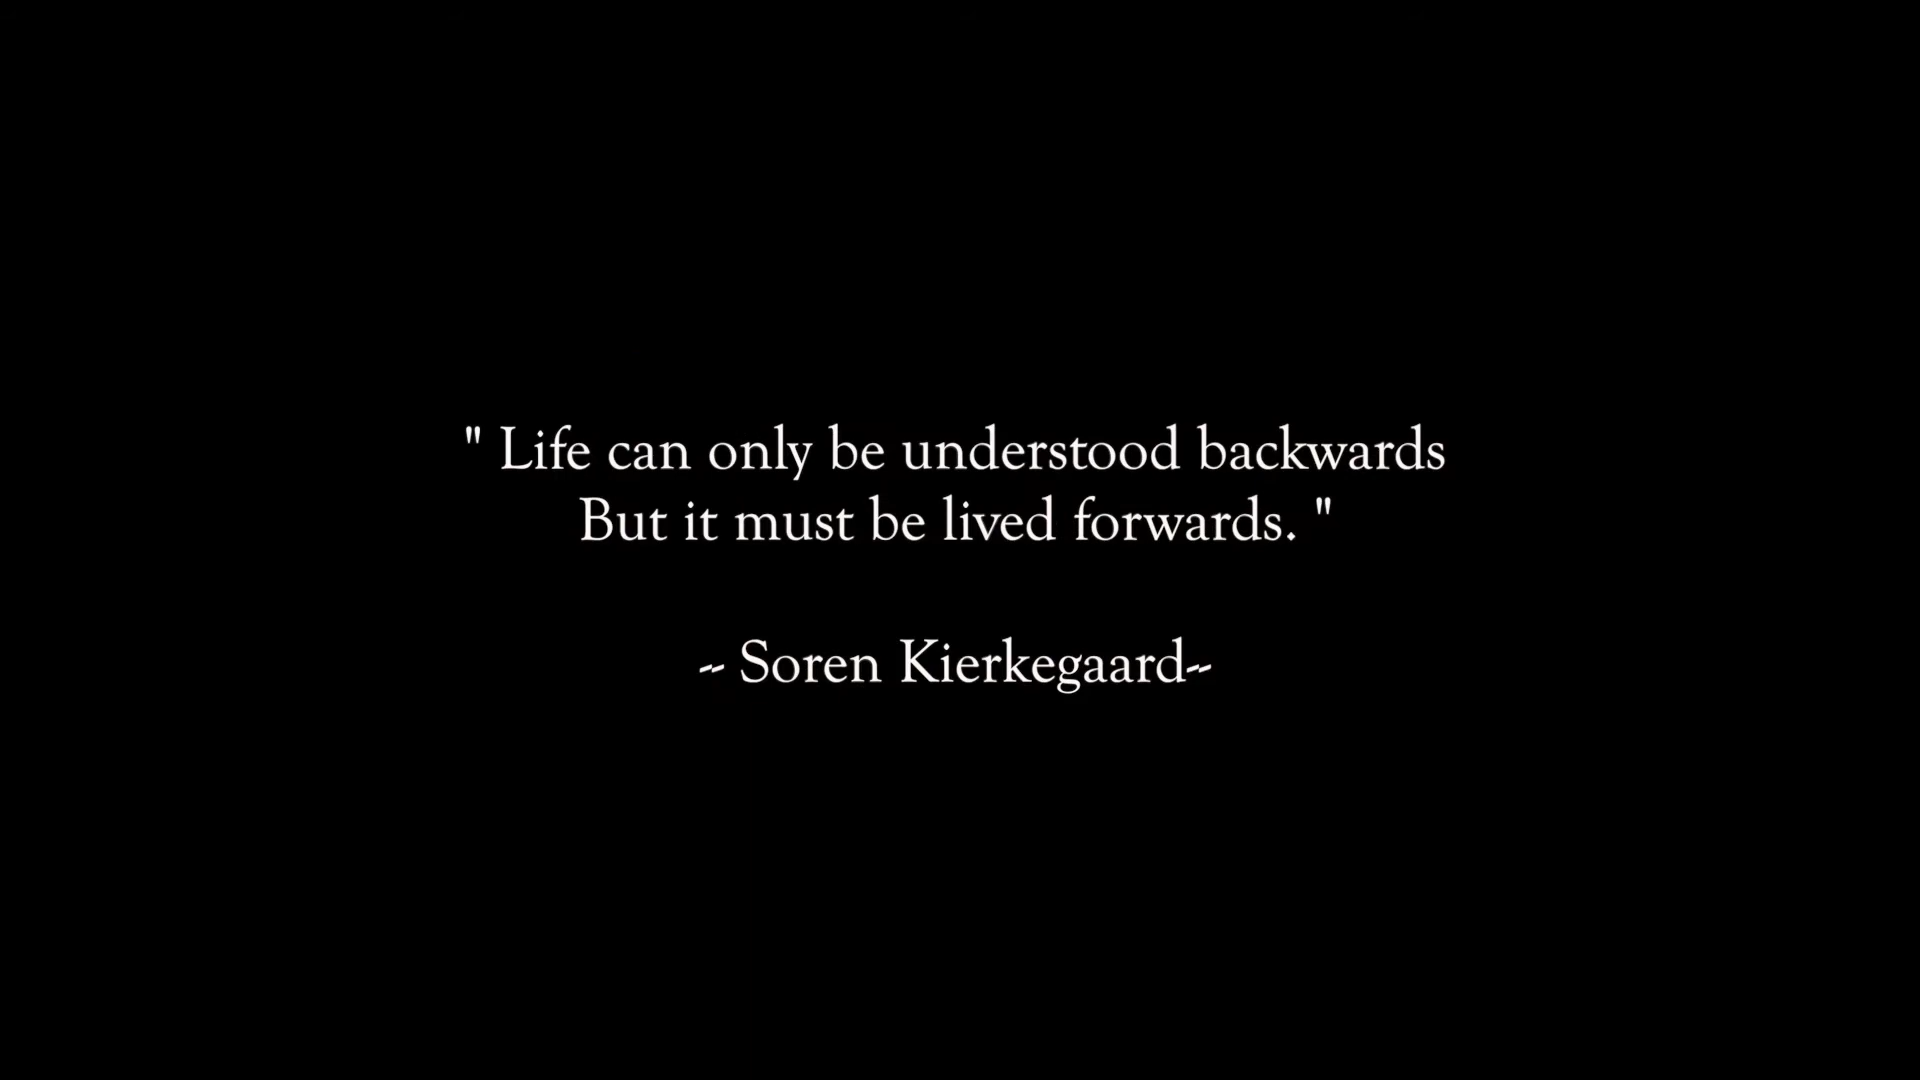 " Life can only be understood backwards
But it must be lived forwards. "
-- Soren Kierkegaard--